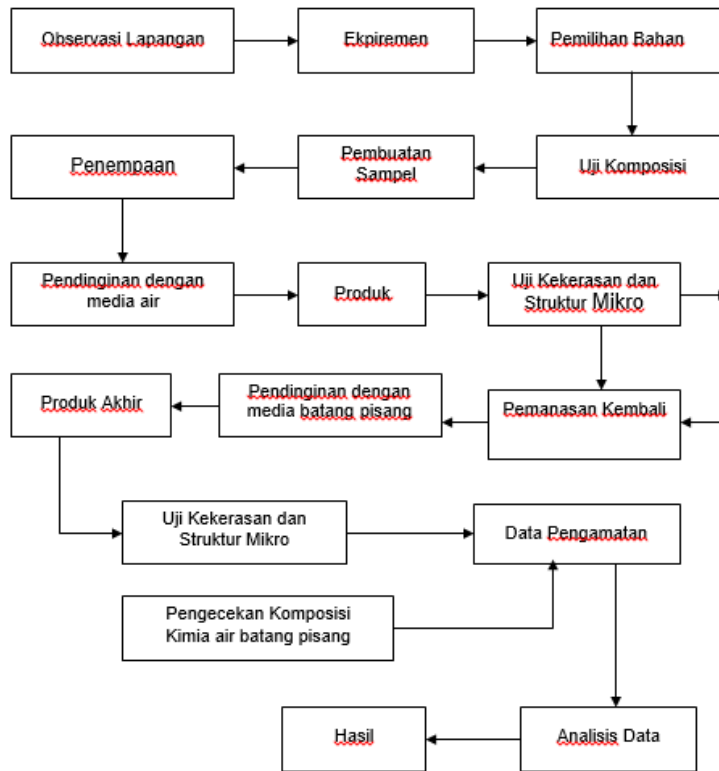 Observasi Lapangan
Ekpiremen
Pemilihan Bahan
Uji Komposisi
Pembuatan
Sampel
Penempaan
Pendinginan dengan
media air
Produk
Uji Kekerasan dan
Struktur Mikro
Pemanasan Kembali
Pendinginan dengan
media batang pisang
Produk Akhir
Uji Kekerasan dan
Struktur Mikro
Data Pengamatan
Pengecekan Komposisi
Kimia air batang pisang
Analisis Data
Hasil